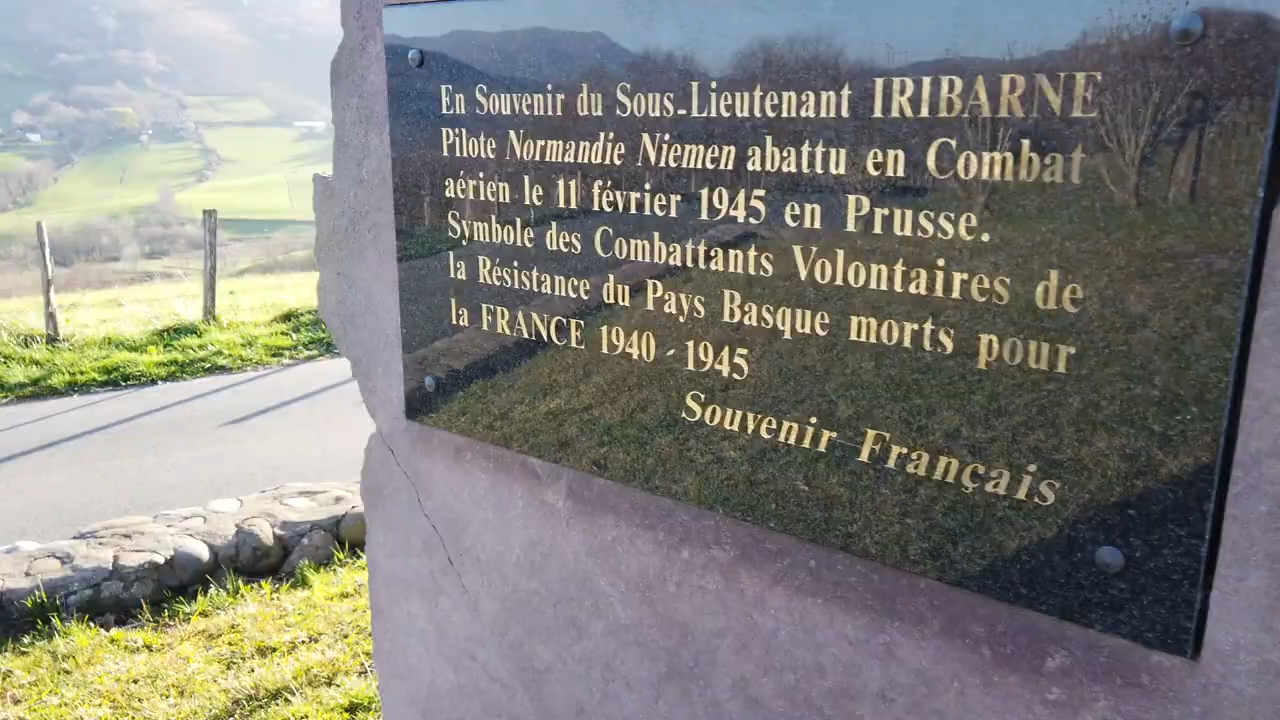 En Souvenir du Sous-Lieutenant IRIBARNE
Pilote Normandie Niemen abattu en Combat
aérien le 11 février 1945 en Prusse.
Symbole des Combattants Volontaires de
la Résistance du Pays Basque morts pour
la FRANCE 1940 - 1945
Souvenir Français